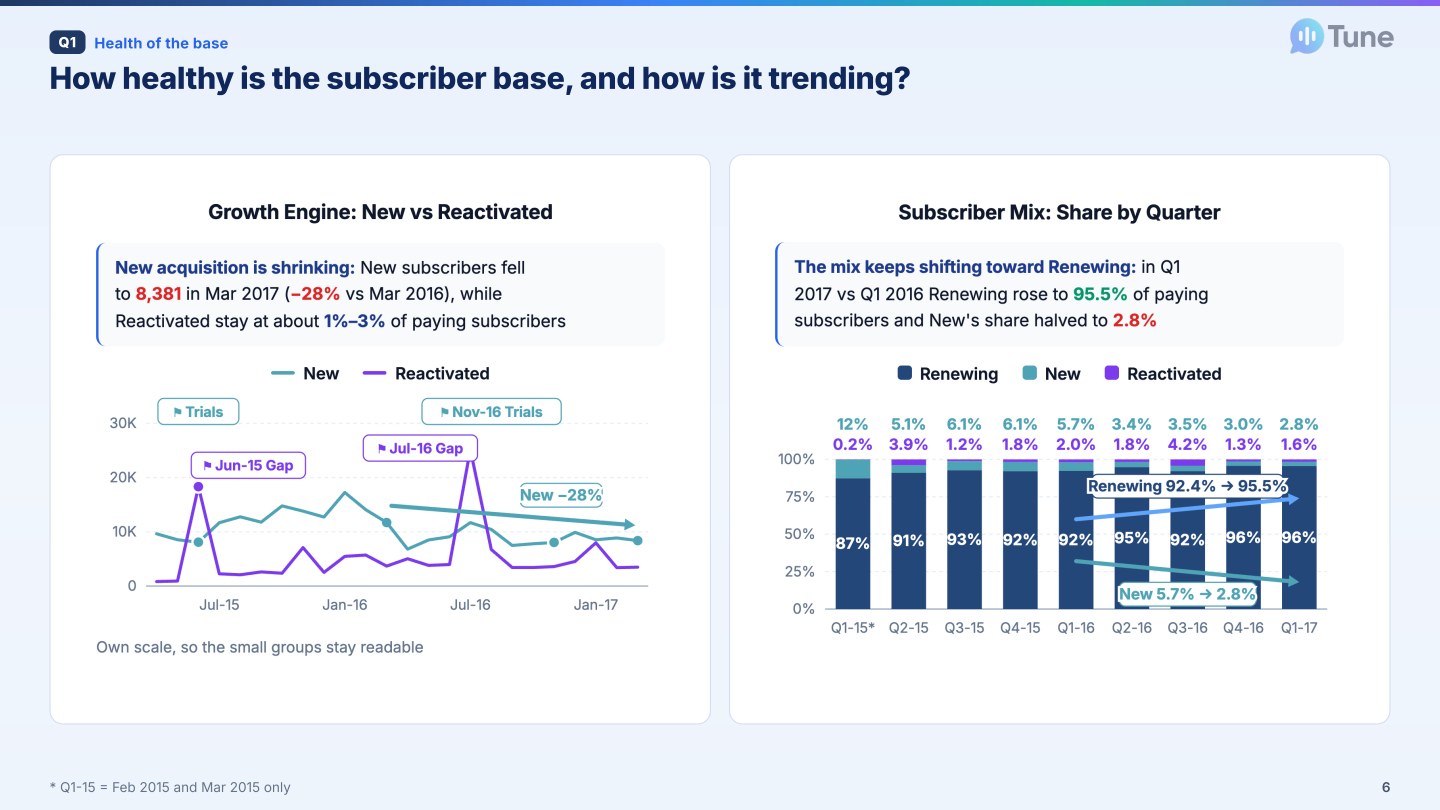 Q1 Health of the base
Tune
How healthy is the subscriber base, and how is it trending?
Growth Engine: New vs Reactivated
New acquisition is shrinking: New subscribers fell
to 8,381 in Mar 2017 (−28% vs Mar 2016), while
Reactivated stay at about 1%–3% of paying subscribers
New Reactivated
⚑ Trials
⚑ Nov-16 Trials
⚑ Jul-16 Gap
⚑ Jun-15 Gap
New −28%
30K
20K
10K
0
Jul-15 Jan-16 Jul-16 Jan-17
Own scale, so the small groups stay readable
Subscriber Mix: Share by Quarter
The mix keeps shifting toward Renewing: in Q1
2017 vs Q1 2016 Renewing rose to 95.5% of paying
subscribers and New's share halved to 2.8%
Renewing New Reactivated
12% 5.1% 6.1% 6.1% 5.7% 3.4% 3.5% 3.0% 2.8%
0.2% 3.9% 1.2% 1.8% 2.0% 1.8% 4.2% 1.3% 1.6%
100%
75%
50%
25%
0%
Renewing 92.4% → 95.5%
87% 91% 93% 92% 92% 95% 92% 96% 96%
New 5.7% → 2.8%
Q1-15* Q2-15 Q3-15 Q4-15 Q1-16 Q2-16 Q3-16 Q4-16 Q1-17
* Q1-15 = Feb 2015 and Mar 2015 only
6